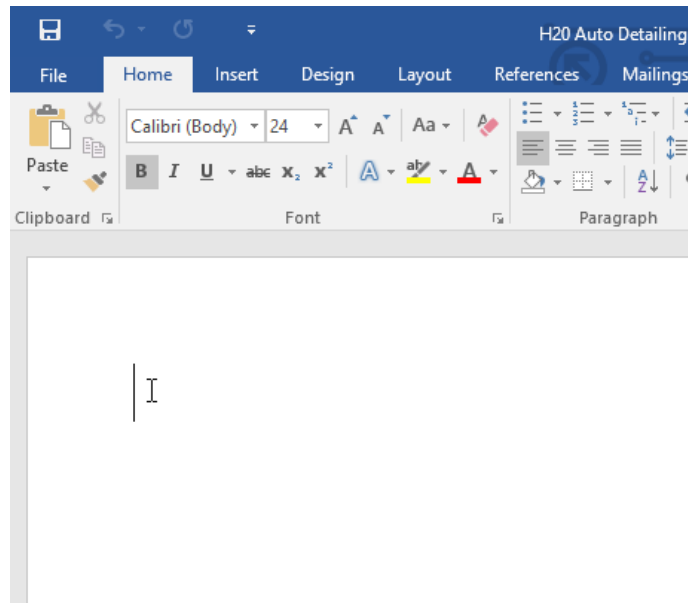 H20 Auto Detailing
File Home Insert Design Layout References Mailings
Calibri (Body) 24 A A Aa A
Paste B I U abc x₂ x² A ab A
Clipboard Font Paragraph